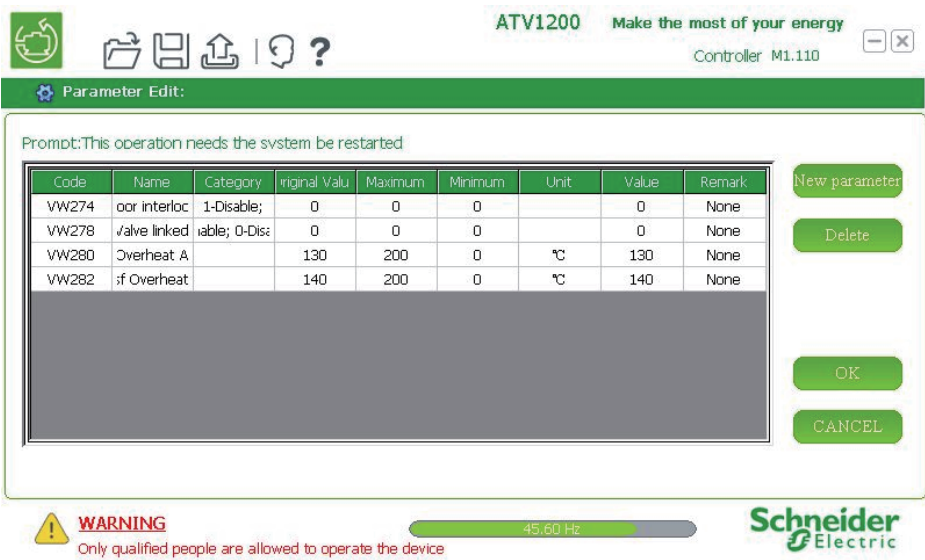 ATV1200 Make the most of your energy
Controller M1.110
?
Parameter Edit:
Prompt:This operation needs the system be restarted
Code Name Category riginal Valu Maximum Minimum Unit Value Remark
VW274 oor interloc 1-Disable; 0 0 0 0 None
VW278 Valve linked able; 0-Disa 0 0 0 0 None
VW280 Overheat A 130 200 0 ℃ 130 None
VW282 sf Overheat 140 200 0 ℃ 140 None
New parameter
Delete
OK
CANCEL
WARNING
Only qualified people are allowed to operate the device
45.60 Hz
Schneider
Electric